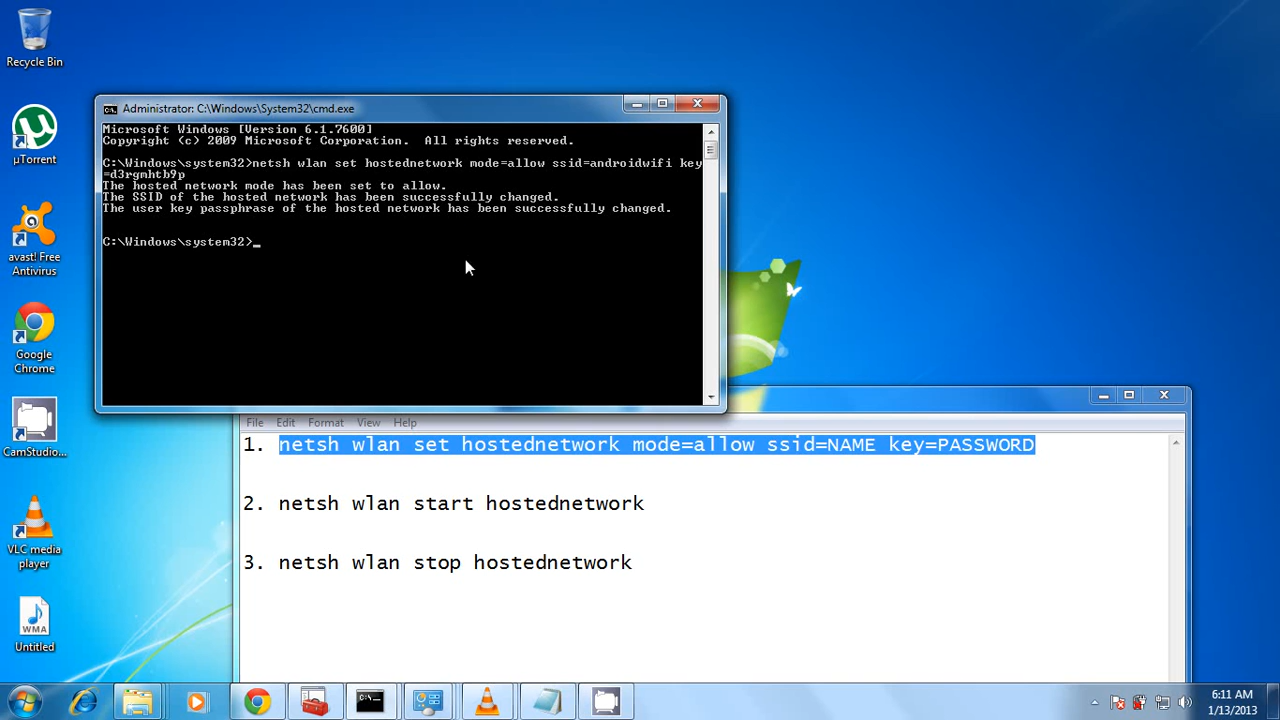 Recycle Bin
µTorrent
avast! Free
Antivirus
Google
Chrome
CamStudio...
VLC media
player
Untitled
WMA
Administrator: C:\Windows\System32\cmd.exe
Microsoft Windows [Version 6.1.7600]
Copyright (c) 2009 Microsoft Corporation.  All rights reserved.
C:\Windows\system32>netsh wlan set hostednetwork mode=allow ssid=androidwifi key
=d3rgmhtb9p
The hosted network mode has been set to allow.
The SSID of the hosted network has been successfully changed.
The user key passphrase of the hosted network has been successfully changed.
C:\Windows\system32>_
File Edit Format View Help
1. netsh wlan set hostednetwork mode=allow ssid=NAME key=PASSWORD
2. netsh wlan start hostednetwork
3. netsh wlan stop hostednetwork
6:11 AM
1/13/2013